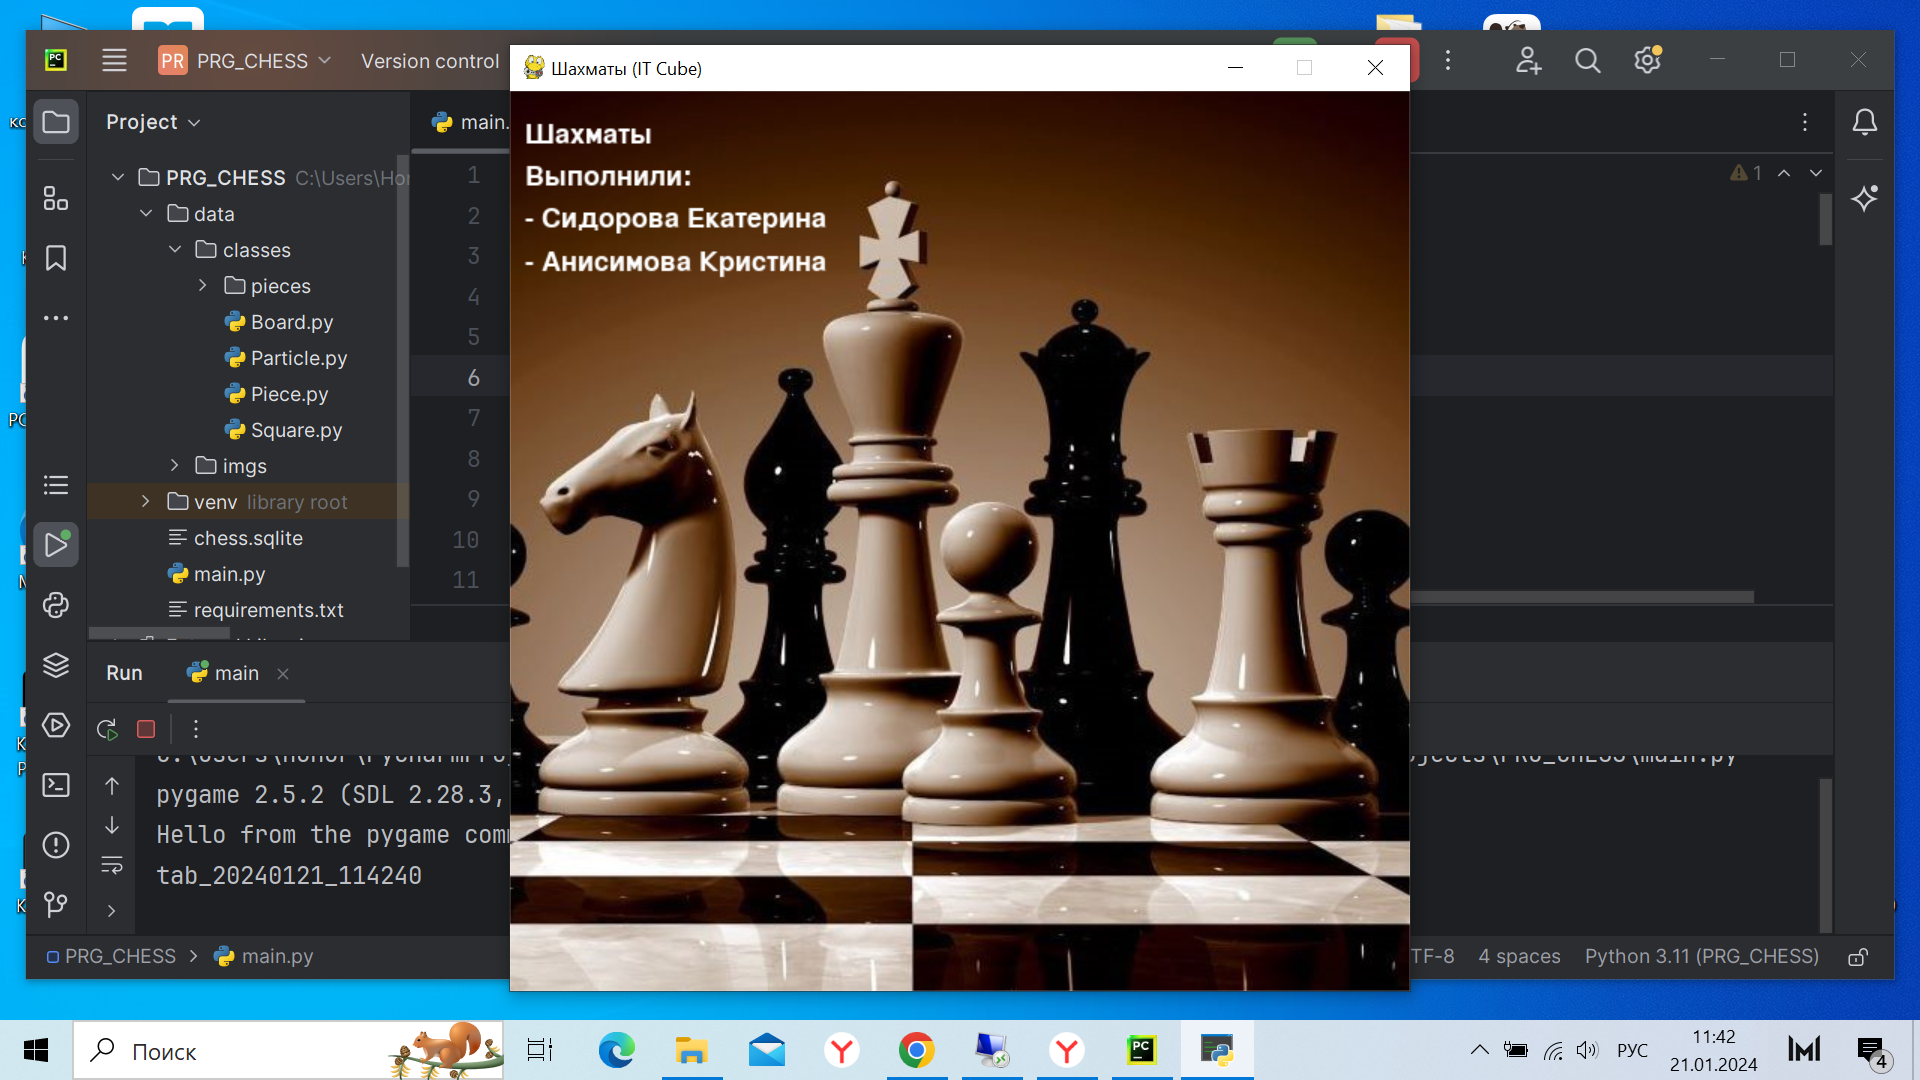 PC
PR PRG_CHESS
Version control
Шахматы (IT Cube)
Project
main.
PRG_CHESS
data
classes
pieces
Board.py
Particle.py
Piece.py
Square.py
imgs
venv library root
chess.sqlite
main.py
requirements.txt
1
2
3
4
5
6
7
8
9
10
11
1
Шахматы
Выполнили:
- Сидорова Екатерина
- Анисимова Кристина
Run
main
pygame 2.5.2 (SDL 2.28.3,
Hello from the pygame
tab_20240121_114240
PRG_CHESS > main.py
4 spaces
Python 3.11 (PRG_CHESS)
Поиск
PC
РУС
11:42
21.01.2024
4